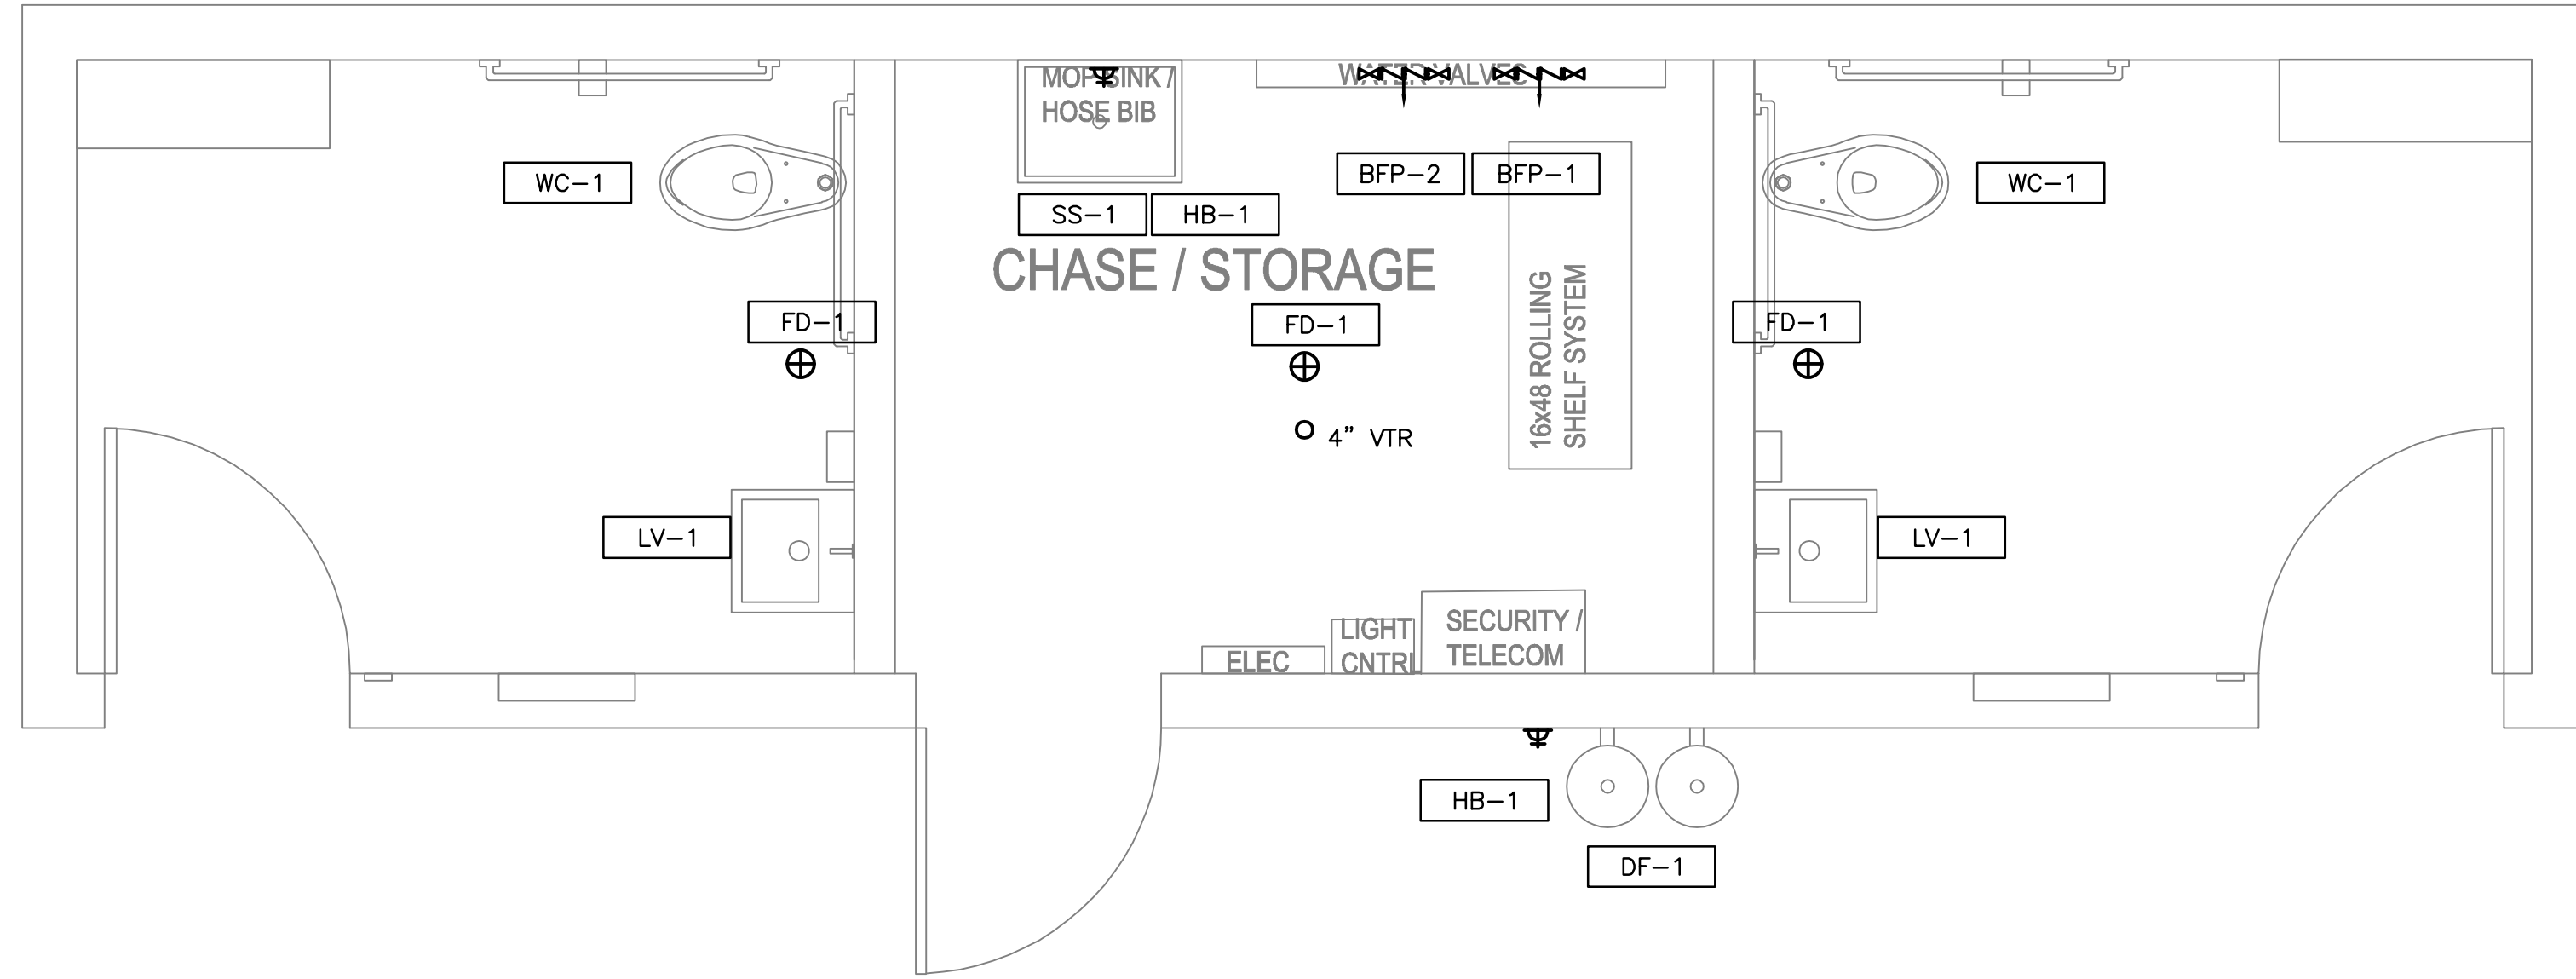 MOP SINK /
HOSE BIB
WATER VALVES
WC-1
BFP-2
BFP-1
WC-1
SS-1
HB-1
CHASE / STORAGE
FD-1
FD-1
16x48 ROLLING
SHELF SYSTEM
FD-1
4" VTR
LV-1
LV-1
ELEC
LIGHT
CNTRL
SECURITY /
TELECOM
HB-1
DF-1